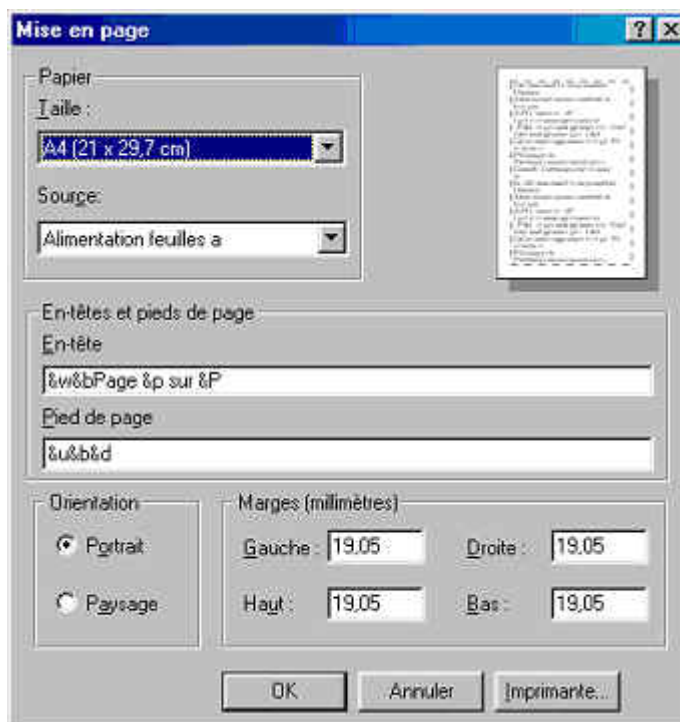 Mise en page
Papier
Taille :
A4 (21 x 29,7 cm)
Source:
Alimentation feuilles a
En-têtes et pieds de page
En-tête
&w&bPage &p sur &P
Pied de page
&u&b&d
Orientation
Portrait
Paysage
Marges (millimètres)
Gauche : 19,05 Droite : 19,05
Haut : 19,05 Bas : 19,05
OK Annuler Imprimante...